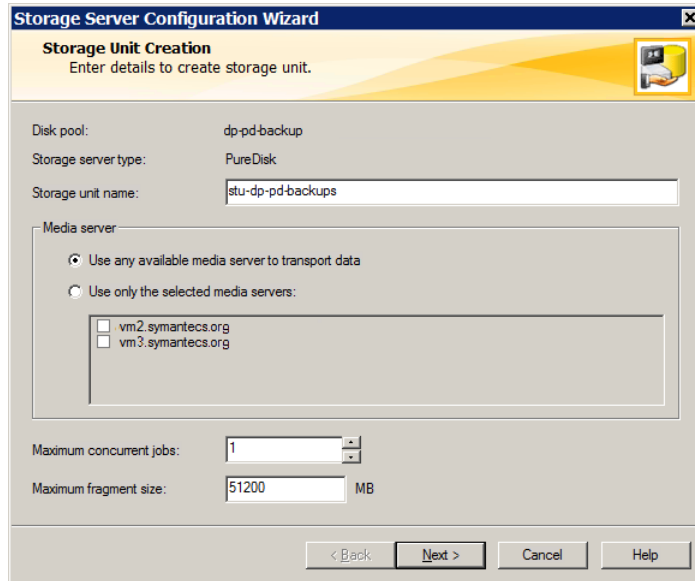 Storage Server Configuration Wizard
Storage Unit Creation
Enter details to create storage unit.
Disk pool: dp-pd-backup
Storage server type: PureDisk
Storage unit name: stu-dp-pd-backups
Media server
Use any available media server to transport data
Use only the selected media servers:
vm2.symantecs.org
vm3.symantecs.org
Maximum concurrent jobs: 1
Maximum fragment size: 51200 MB
< Back Next > Cancel Help